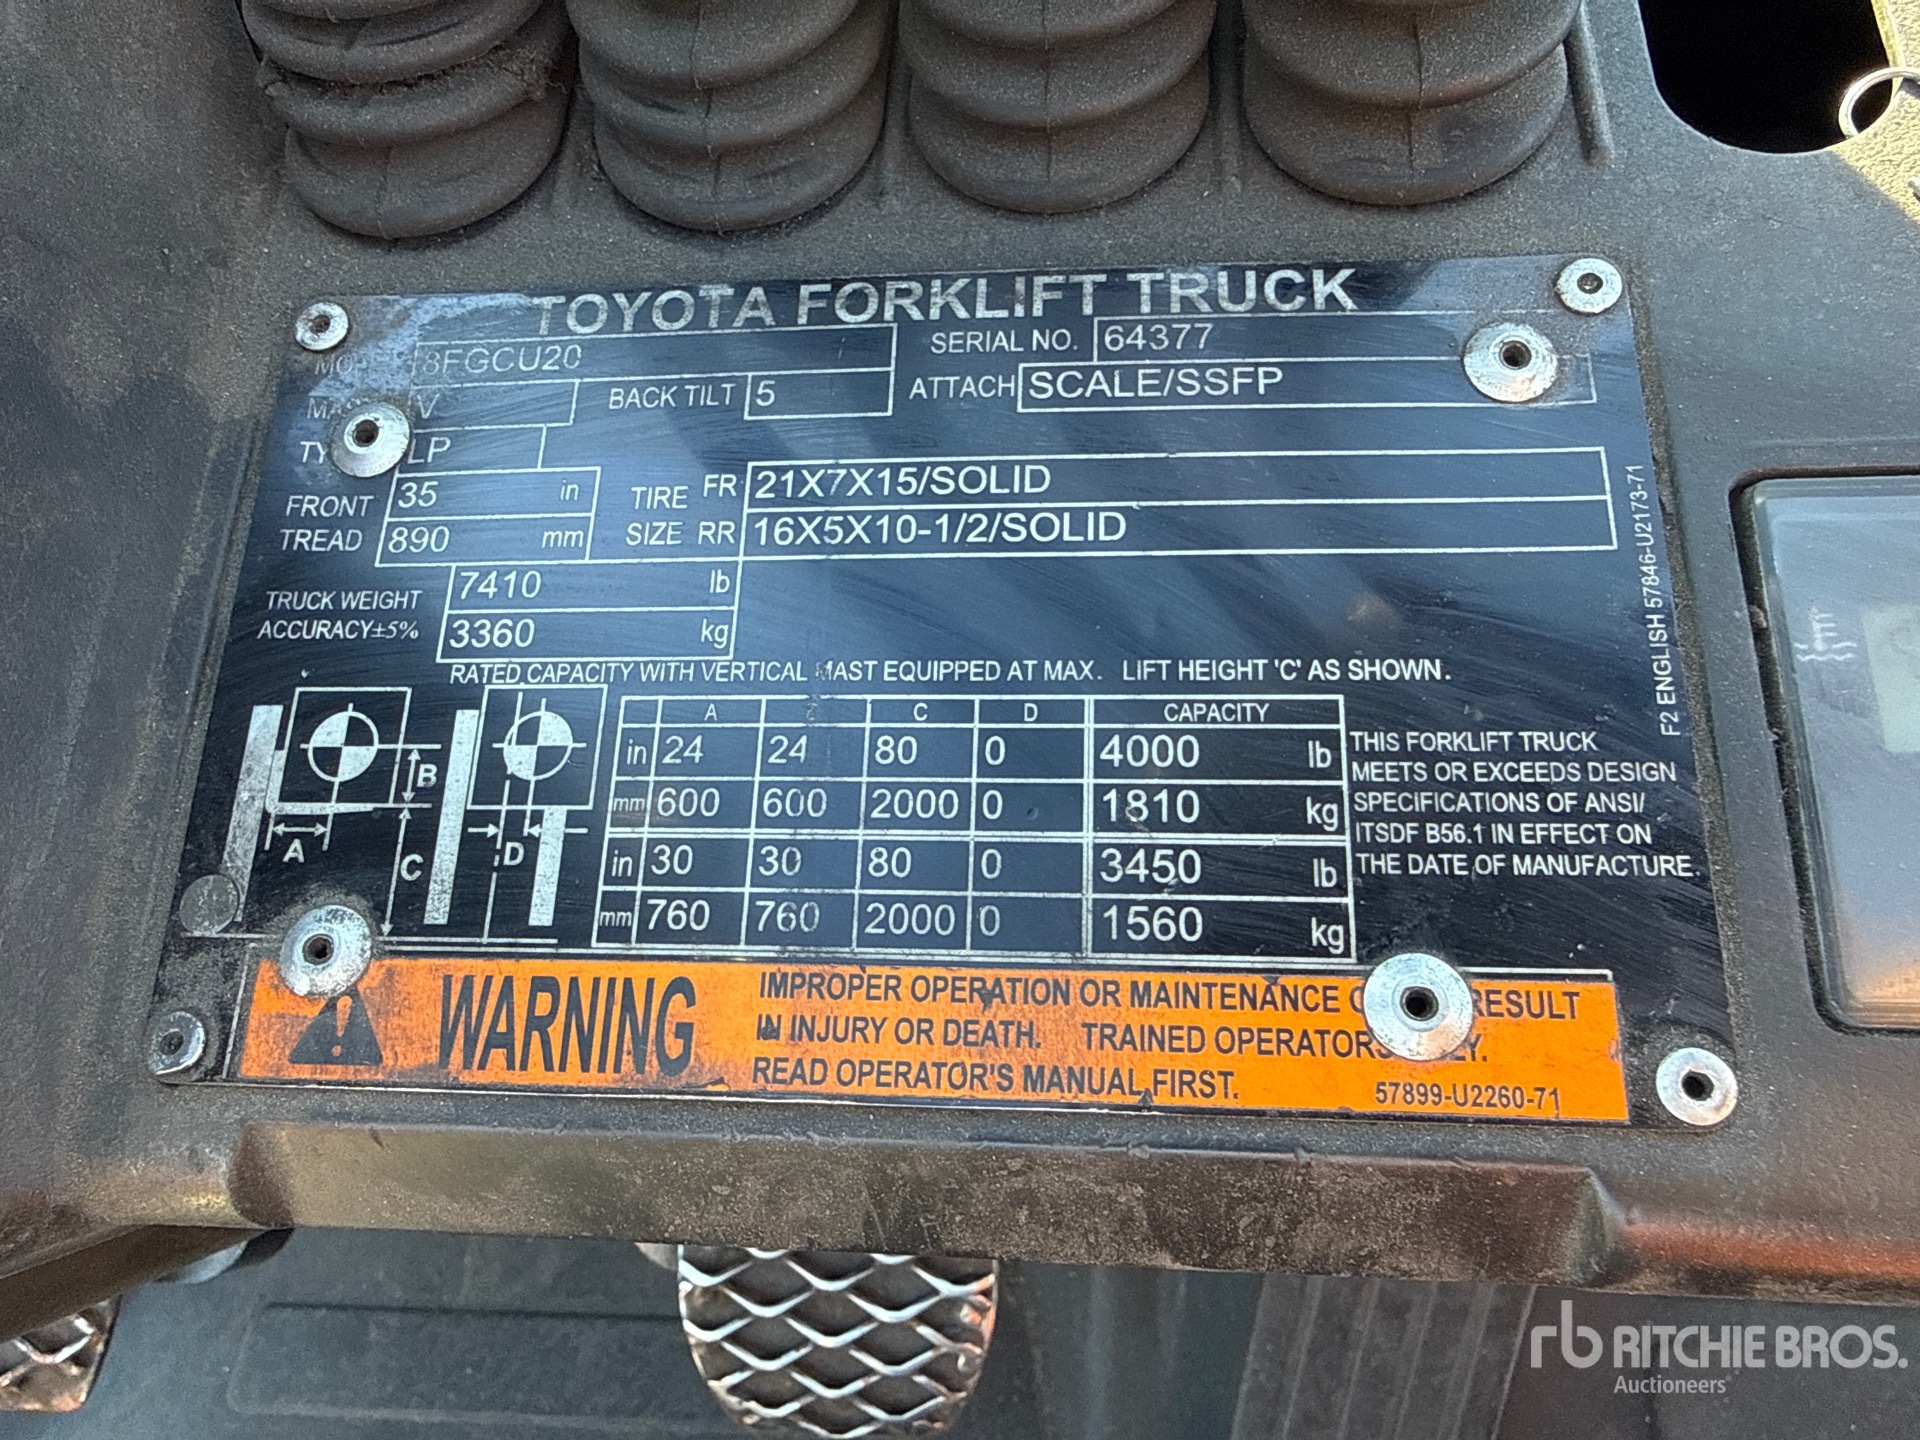 TOYOTA FORKLIFT TRUCK
8FGCU20 SERIAL NO. 64377
V BACK TILT 5 ATTACH SCALE/SSFP
LP
FRONT TREAD 35 in
890 mm
TIRE SIZE FR 21X7X15/SOLID
RR 16X5X10-1/2/SOLID
TRUCK WEIGHT 7410 lb
ACCURACY±5% 3360 kg
RATED CAPACITY WITH VERTICAL MAST EQUIPPED AT MAX. LIFT HEIGHT 'C' AS SHOWN.
A C D CAPACITY
in 24 24 80 0 4000 lb
mm 600 600 2000 0 1810 kg
in 30 30 80 0 3450 lb
mm 760 760 2000 0 1560 kg
A B C D
THIS FORKLIFT TRUCK
MEETS OR EXCEEDS DESIGN
SPECIFICATIONS OF ANSI/
ITSDF B56.1 IN EFFECT ON
THE DATE OF MANUFACTURE.
F2 ENGLISH 57846-U2173-71
WARNING
IMPROPER OPERATION OR MAINTENANCE RESULT
IN INJURY OR DEATH. TRAINED OPERATORS
READ OPERATOR'S MANUAL FIRST.
57899-U2260-71
rb RITCHIE BROS.
Auctioneers